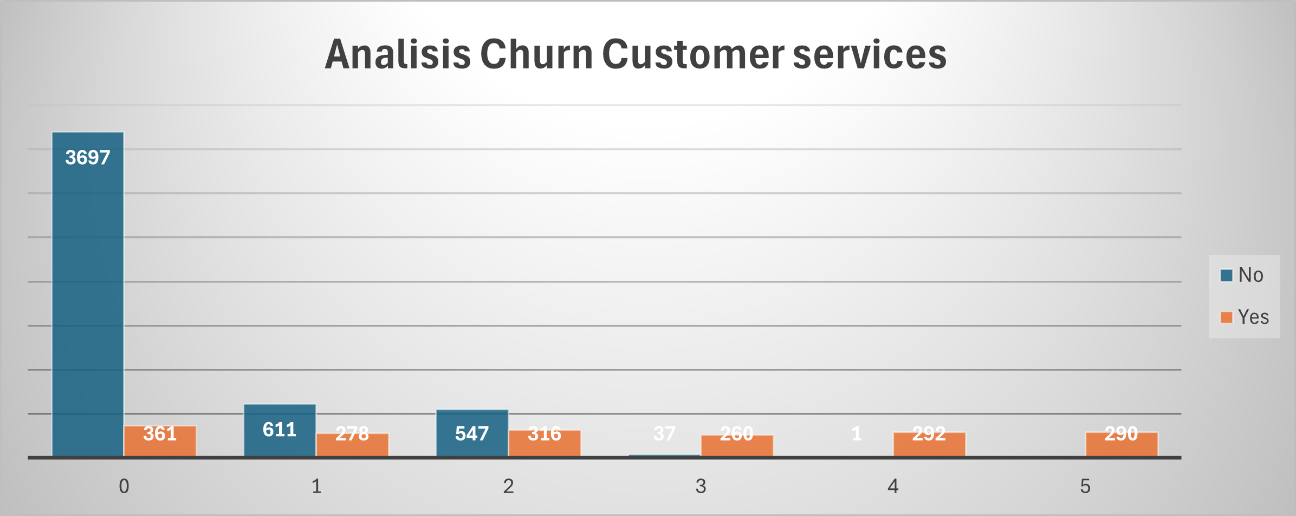 Analisis Churn Customer services
3697
361
611
278
547
316
37
260
1
292
290
0 1 2 3 4 5
No
Yes